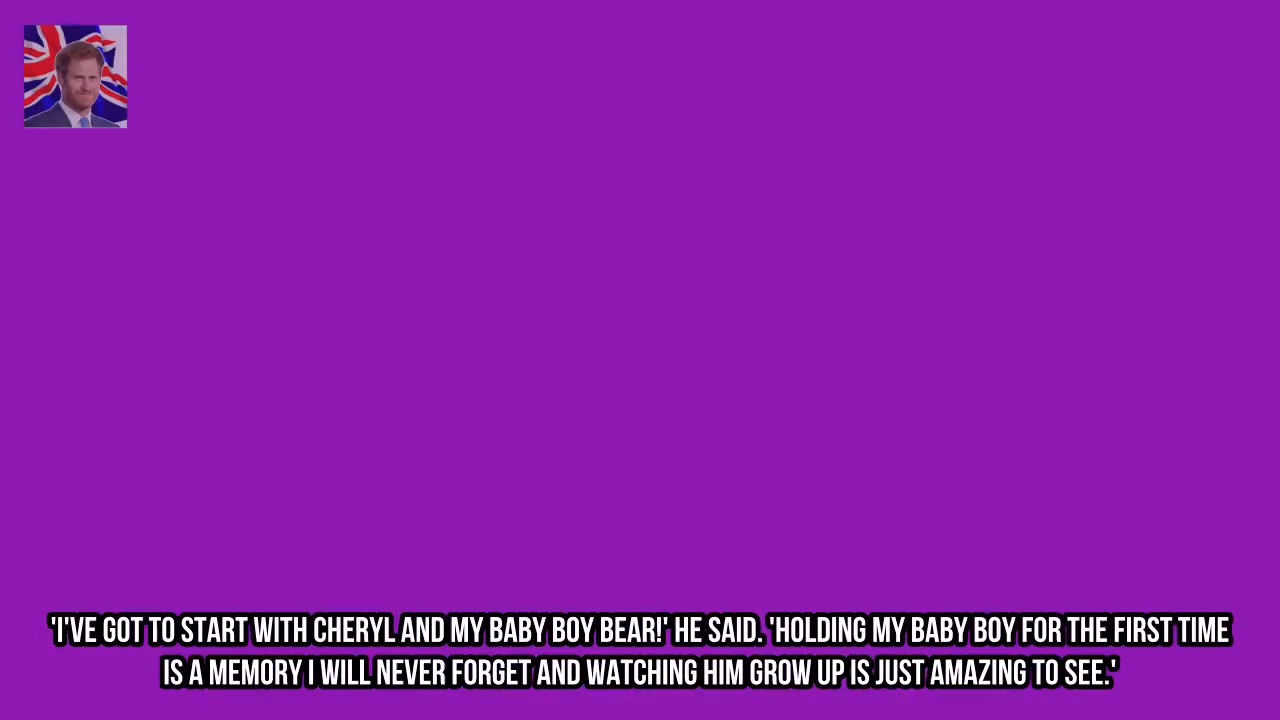 'I'VE GOT TO START WITH CHERYL AND MY BABY BOY BEAR!' HE SAID. 'HOLDING MY BABY BOY FOR THE FIRST TIME
IS A MEMORY I WILL NEVER FORGET AND WATCHING HIM GROW UP IS JUST AMAZING TO SEE.'